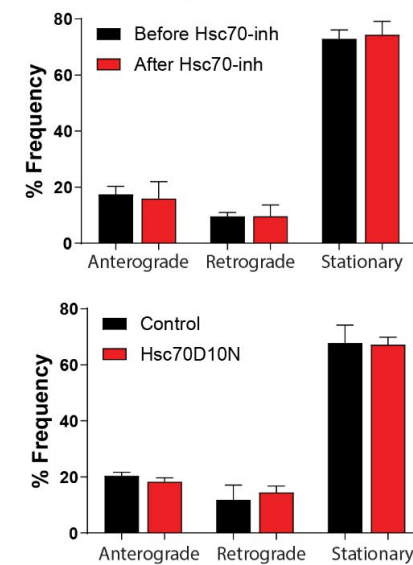 80
Before Hsc70-inh
After Hsc70-inh
60
40
20
0
% Frequency
Anterograde Retrograde Stationary
80
Control
Hsc70D10N
60
40
20
0
% Frequency
Anterograde Retrograde Stationary